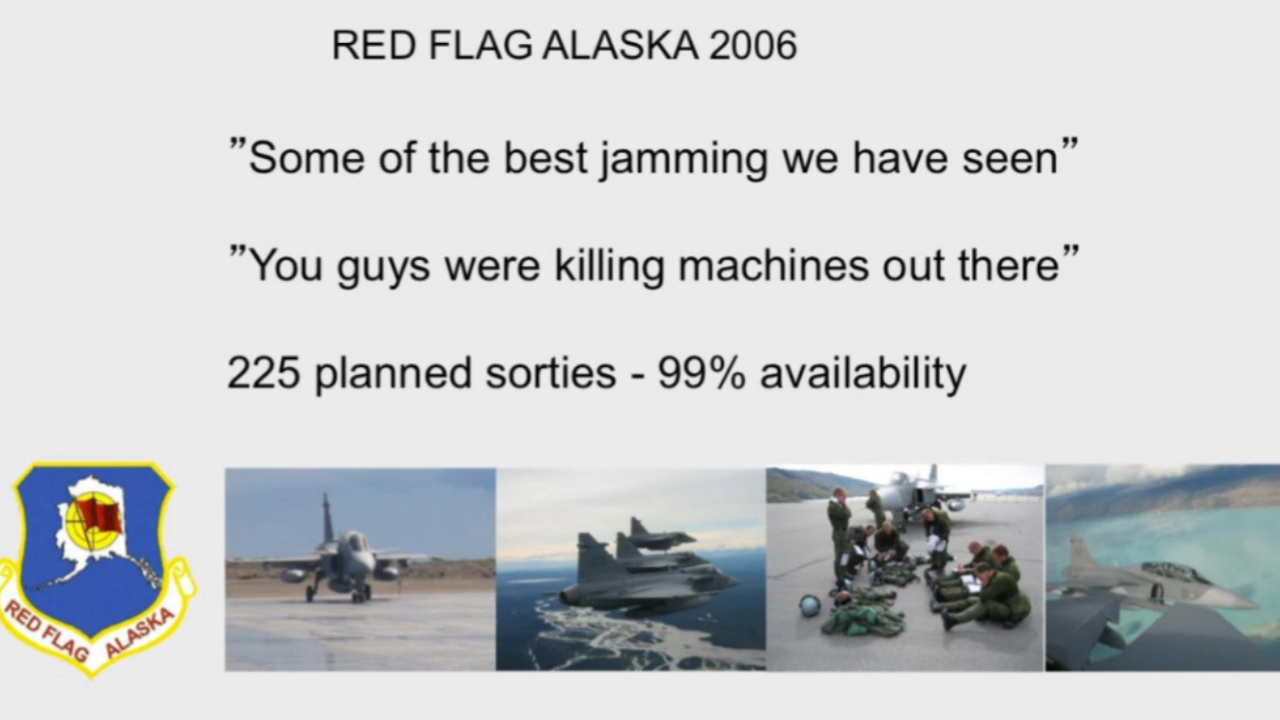 RED FLAG ALASKA 2006
”Some of the best jamming we have seen”
”You guys were killing machines out there”
225 planned sorties - 99% availability
RED FLAG ALASKA